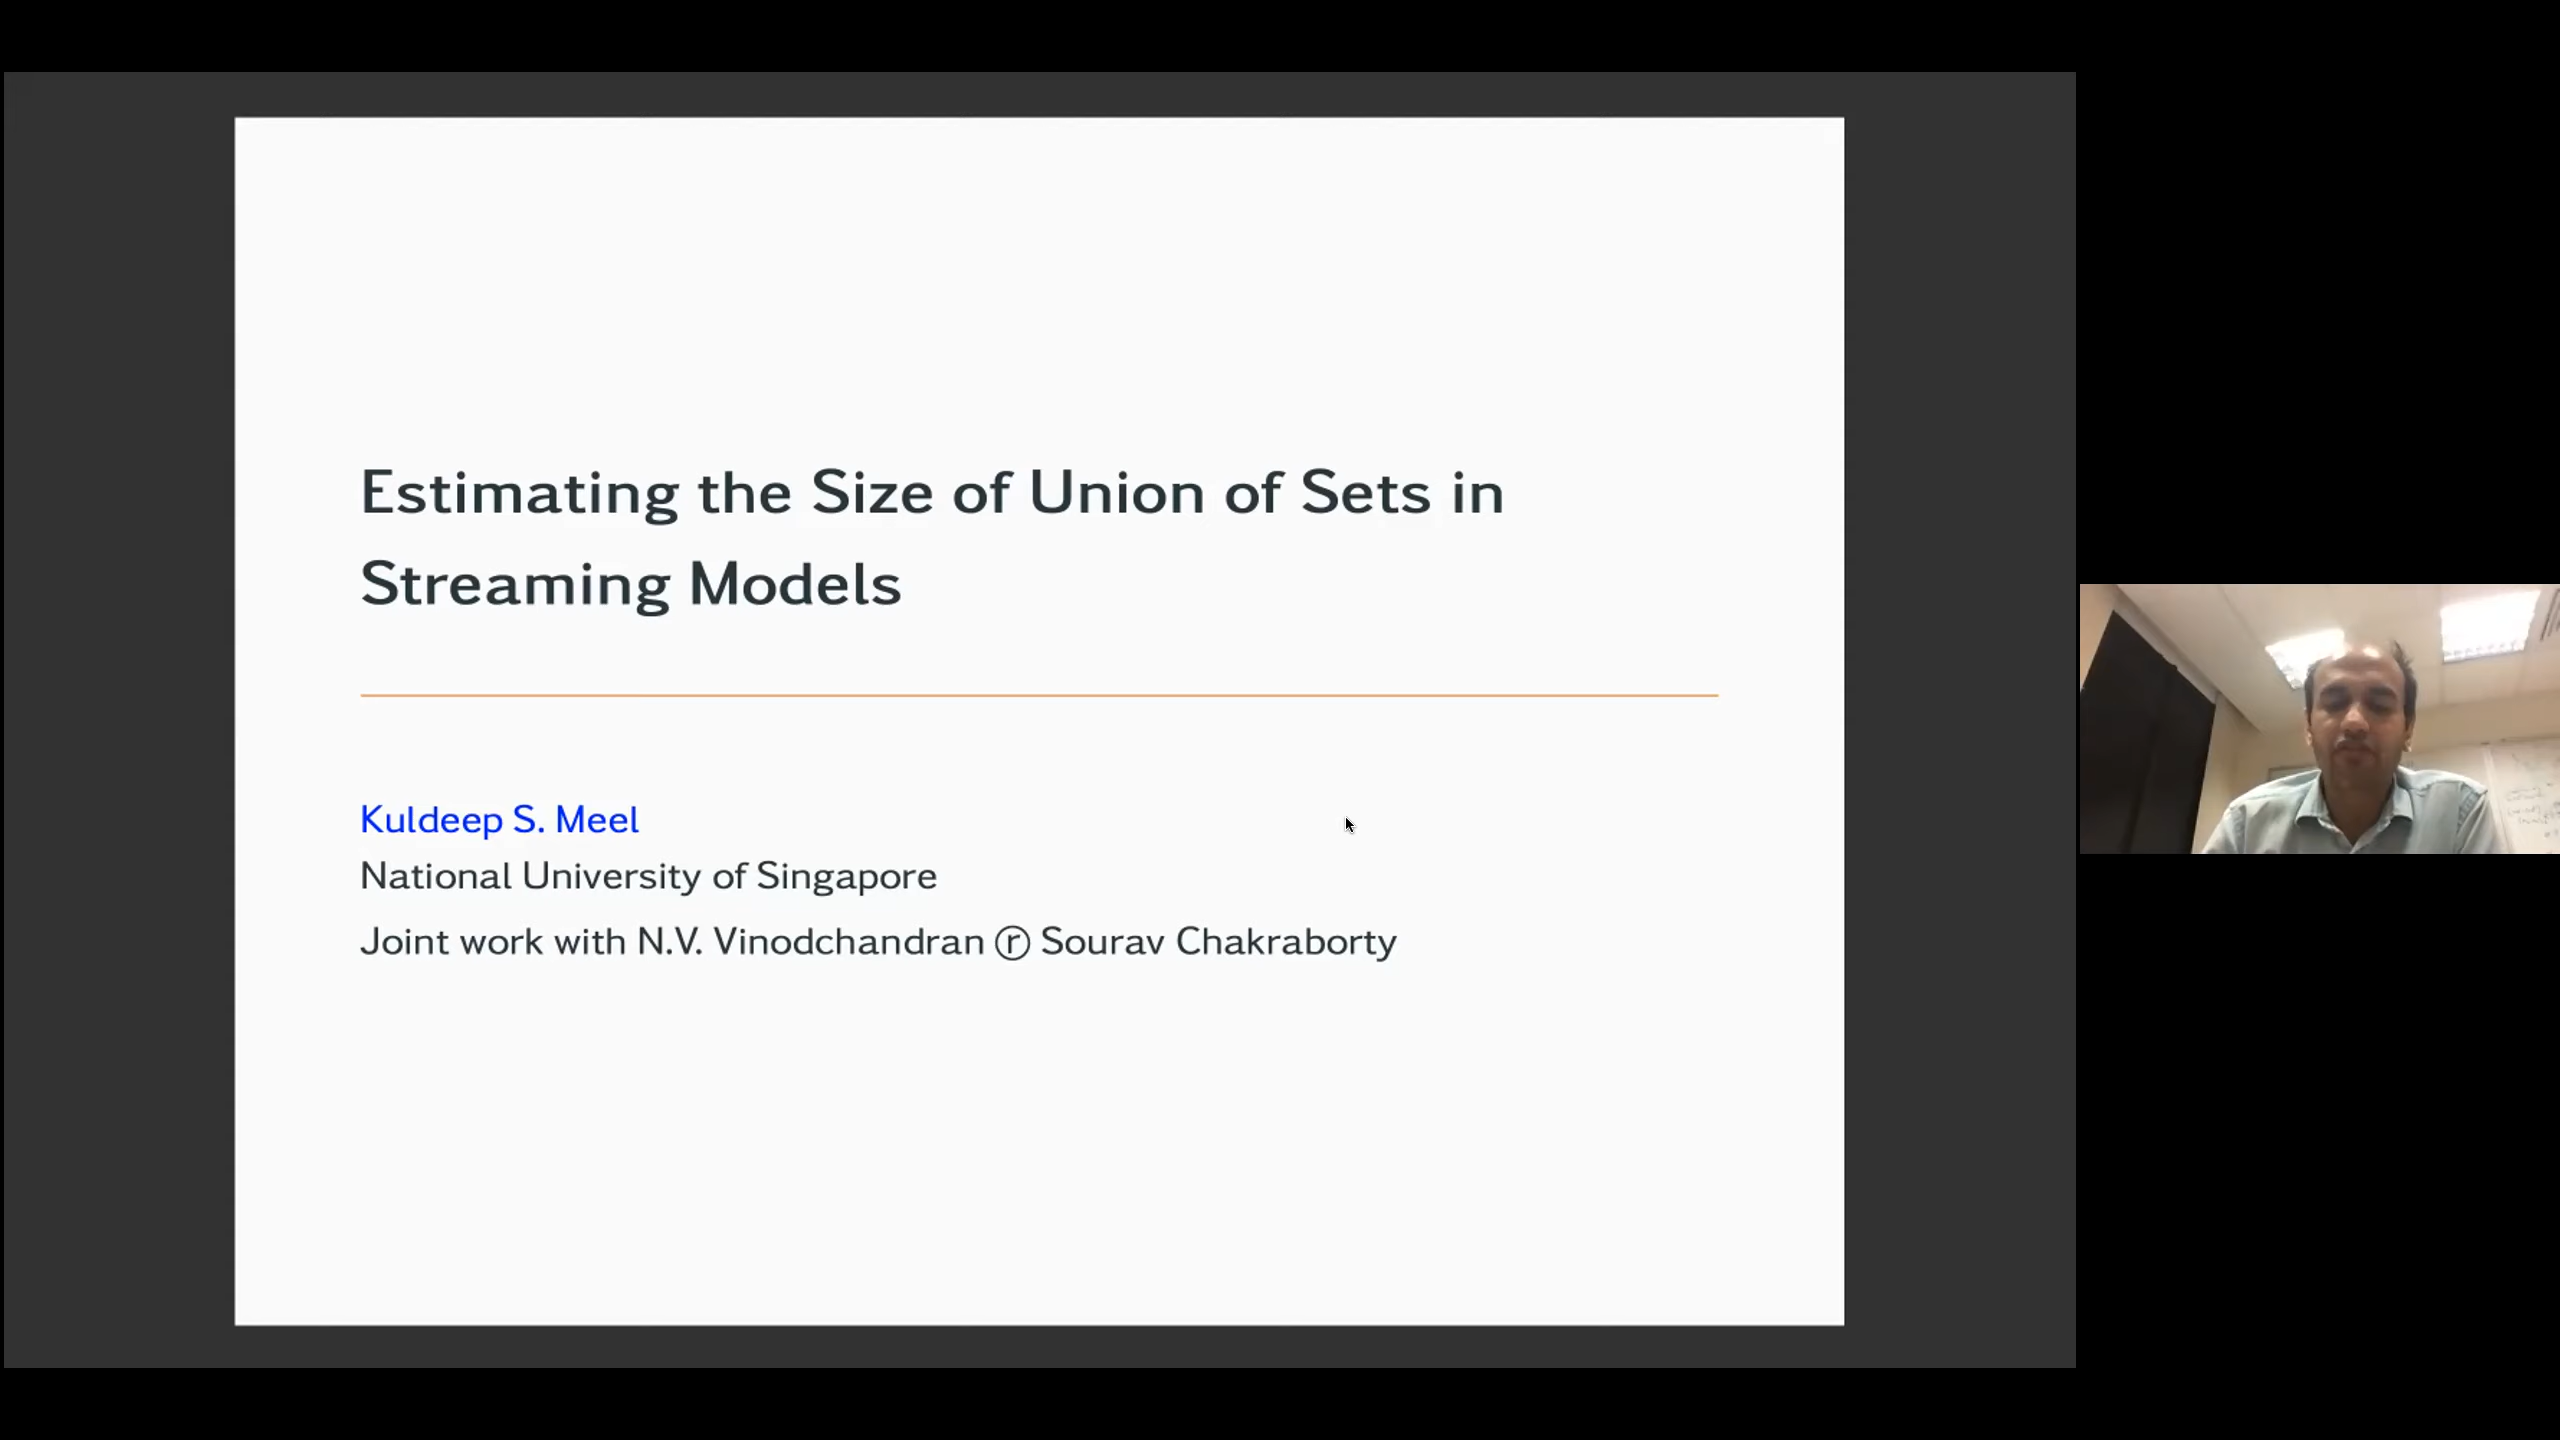 Estimating the Size of Union of Sets in
Streaming Models
Kuldeep S. Meel
National University of Singapore
Joint work with N.V. Vinodchandran ⓡ Sourav Chakraborty